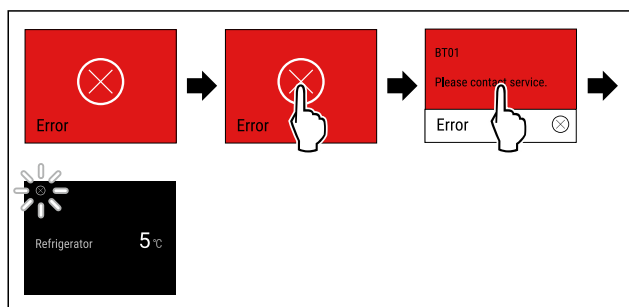 Error
Error
BT01
Please contact service.
Error
Refrigerator 5 °C